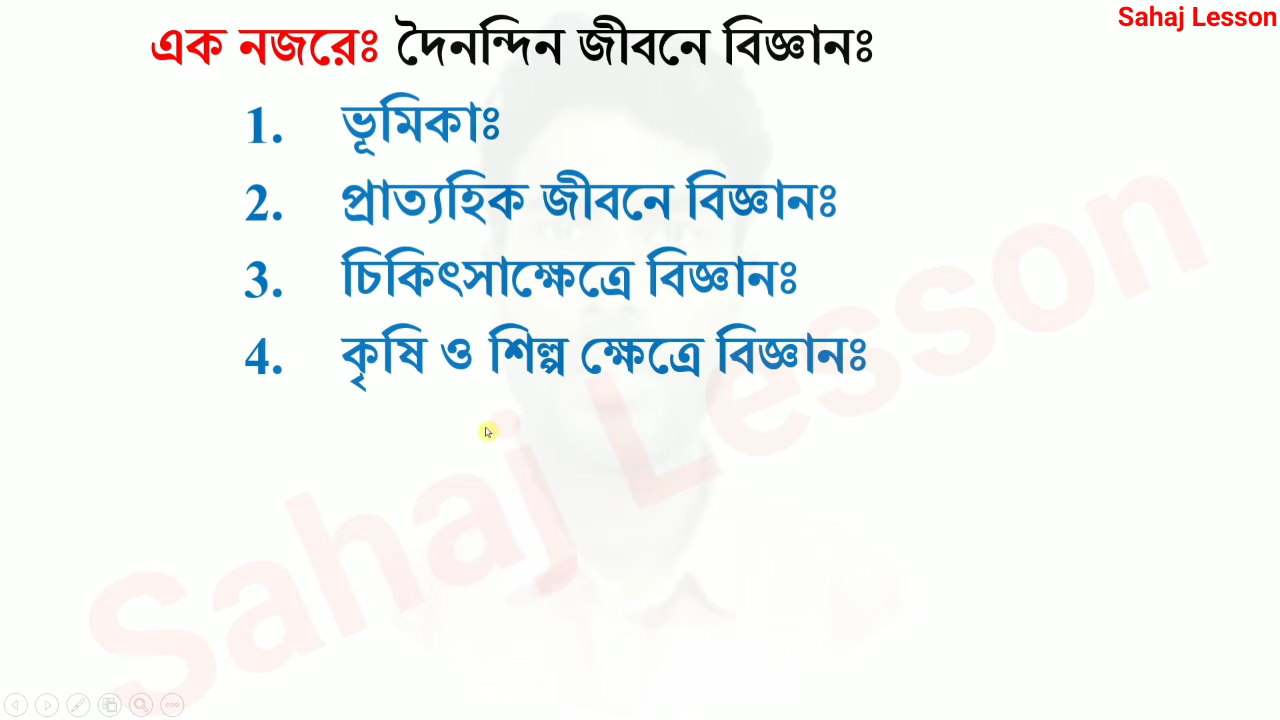 Sahaj Lesson
এক নজরেঃ দৈনন্দিন জীবনে বিজ্ঞানঃ
1. ভূমিকাঃ
2. প্রাত্যহিক জীবনে বিজ্ঞানঃ
3. চিকিৎসাক্ষেত্রে বিজ্ঞানঃ
4. কৃষি ও শিল্প ক্ষেত্রে বিজ্ঞানঃ
Sahaj Lesson